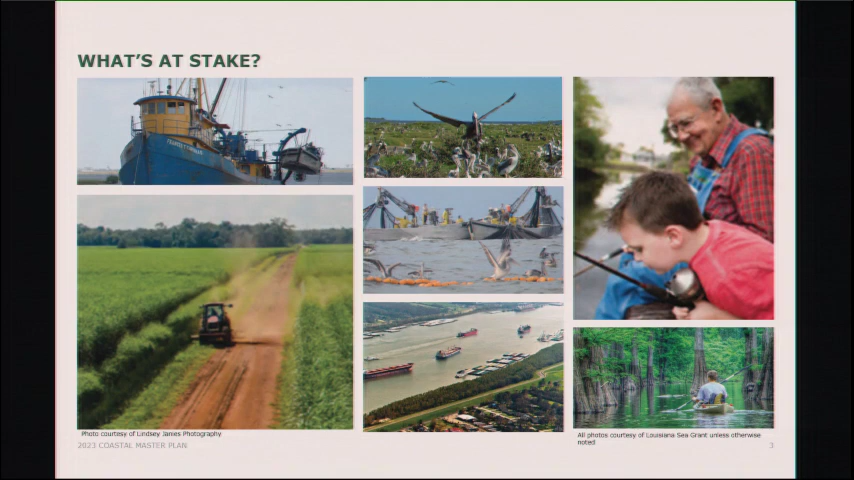 WHAT'S AT STAKE?
Photo courtesy of Lindsey Janies Photography
All photos courtesy of Louisiana Sea Grant unless otherwise
noted
2023 COASTAL MASTER PLAN
3